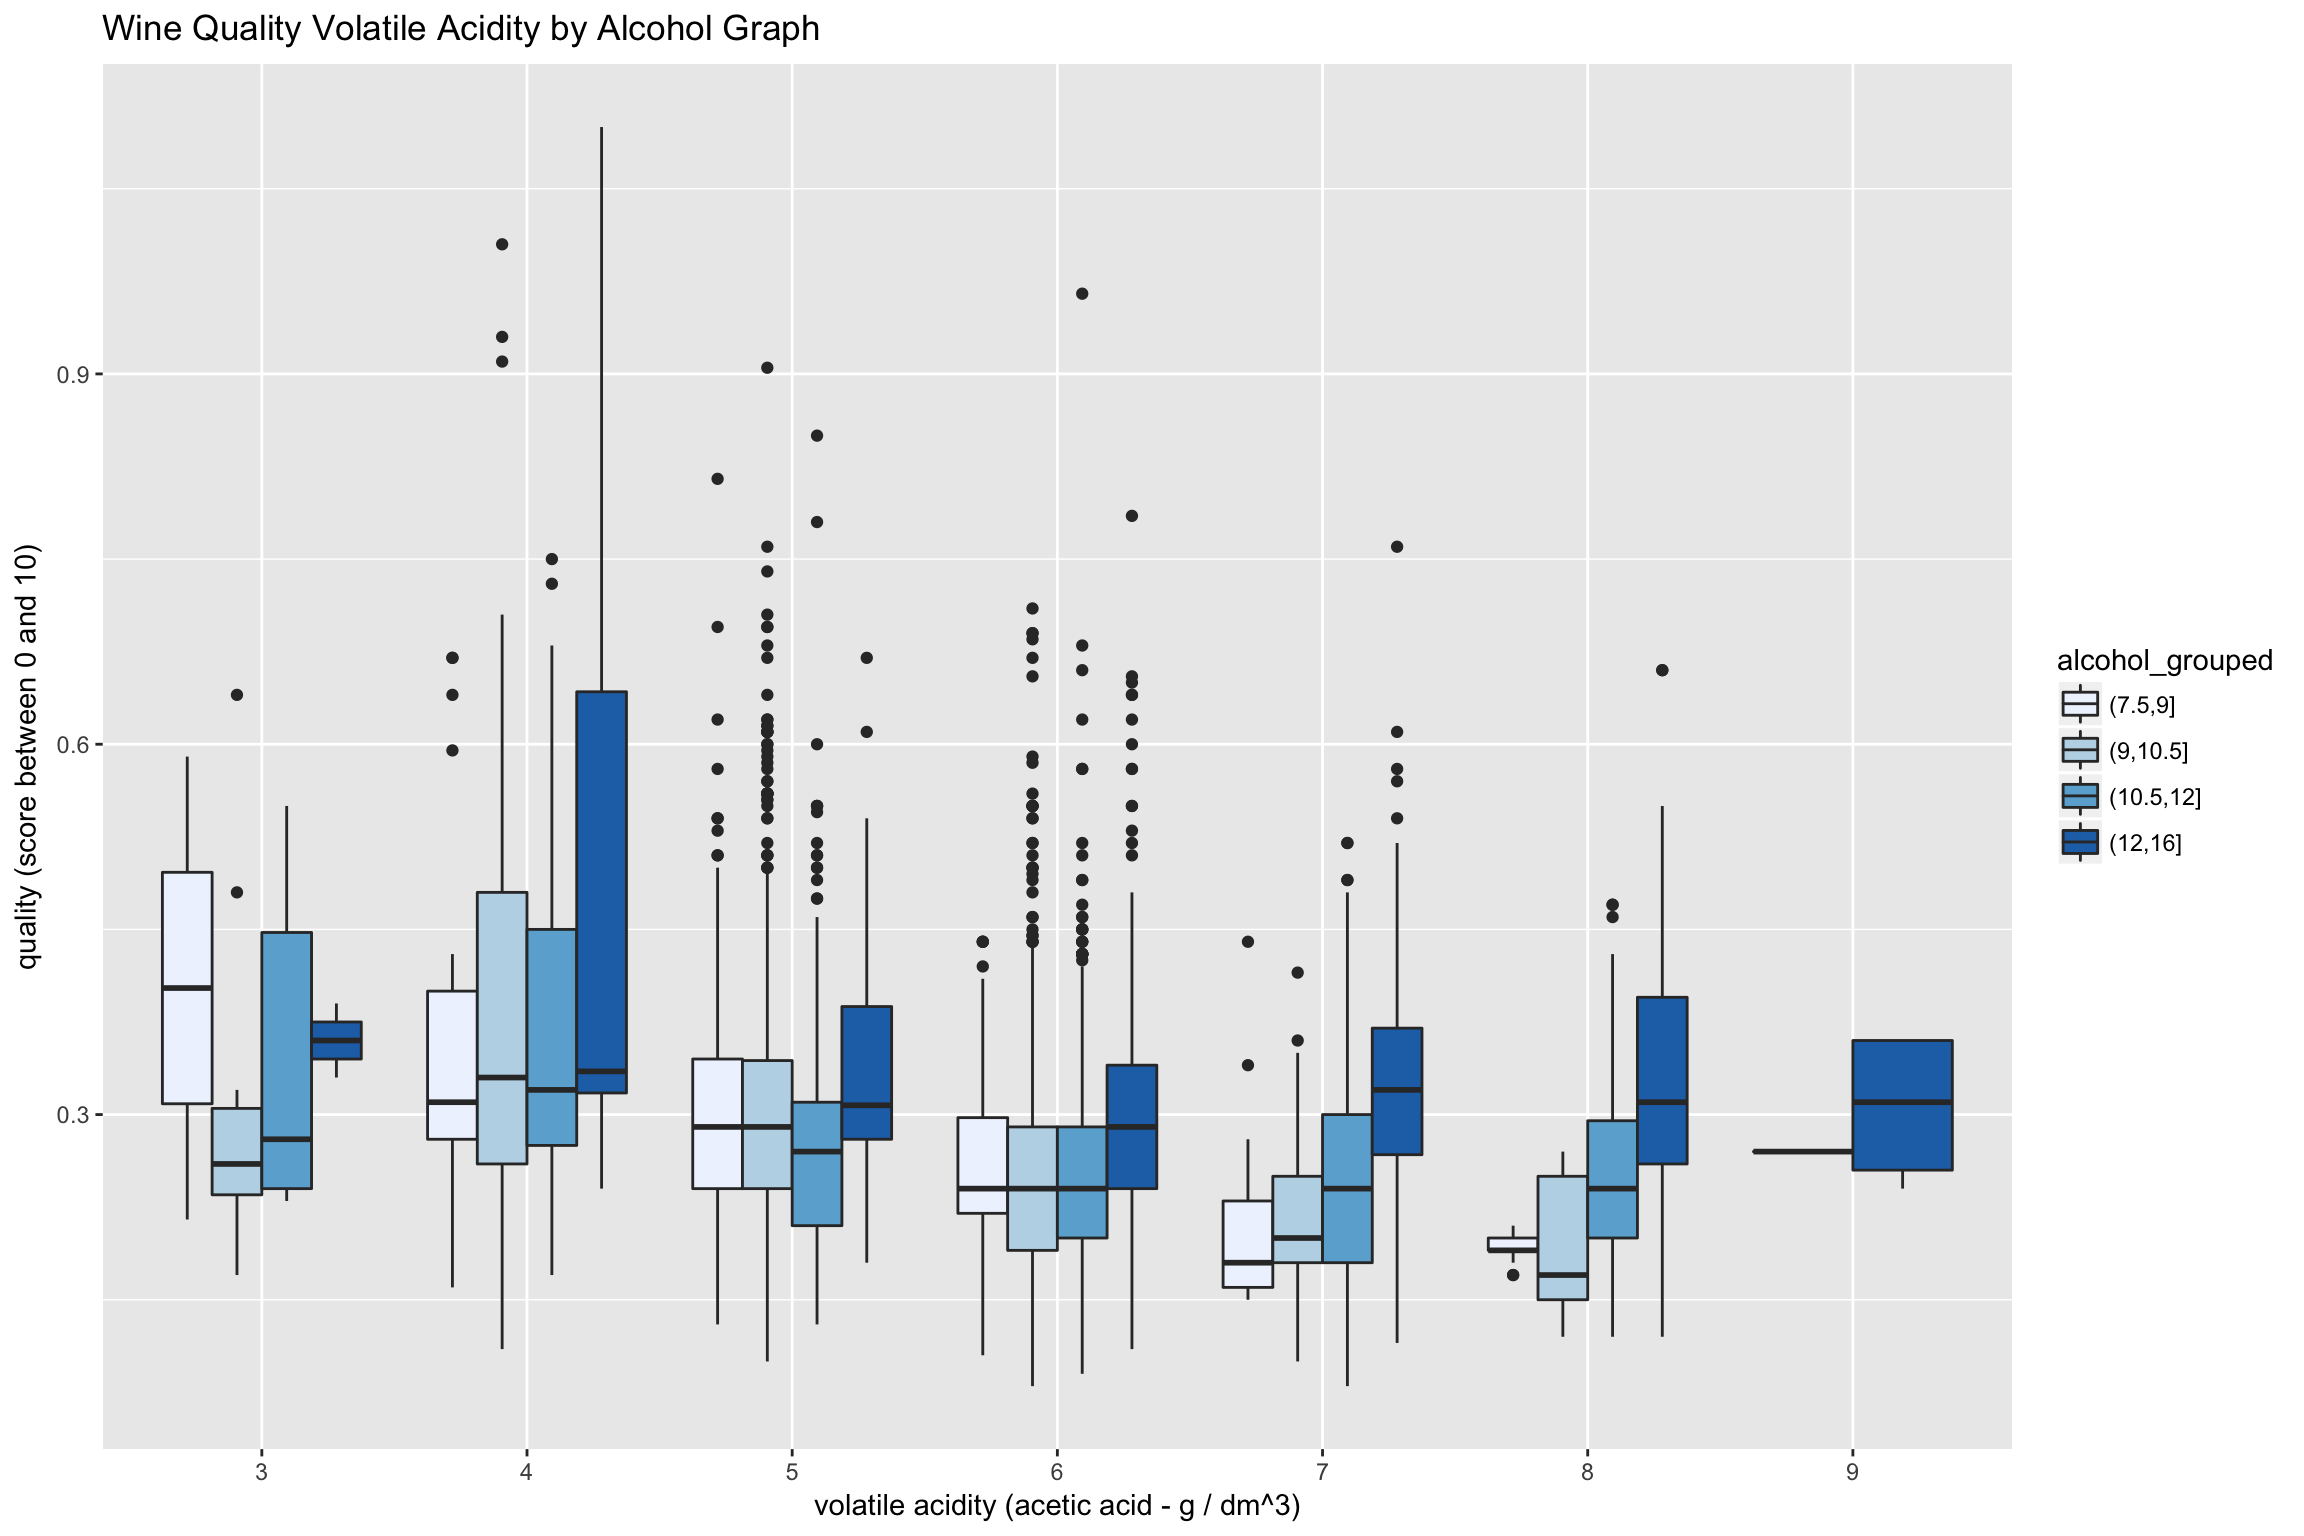 Wine Quality Volatile Acidity by Alcohol Graph
quality (score between 0 and 10)
0.9
0.6
0.3
3 4 5 6 7 8 9
volatile acidity (acetic acid - g / dm^3)
alcohol_grouped
(7.5,9]
(9,10.5]
(10.5,12]
(12,16]